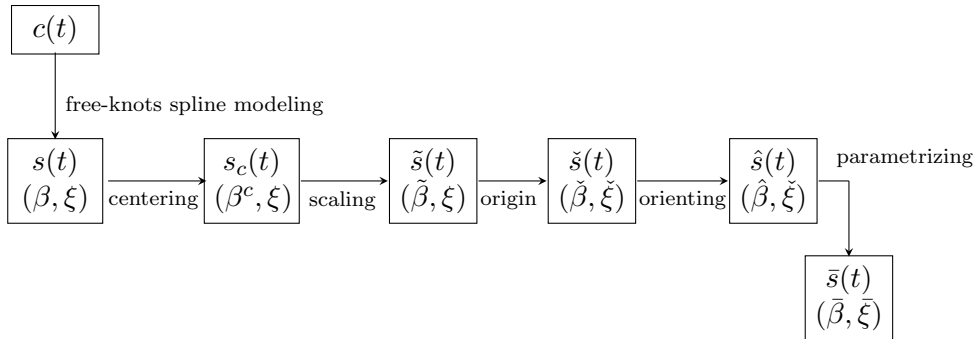 c(t)
free-knots spline modeling
s(t)
(β, ξ)
centering
s_c(t)
(β^c, ξ)
scaling
s̃(t)
(β̃, ξ)
origin
š(t)
(β̌, ξ̌)
orienting
ŝ(t)
(β̂, ξ̌)
parametrizing
s̄(t)
(β̄, ξ̄)